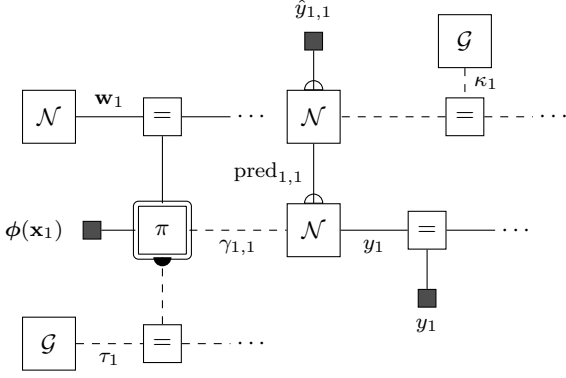 ŷ₁,₁
𝒢
κ₁
𝒩 𝐰₁ = ··· 𝒩 = ···
pred₁,₁
𝝓(𝐱₁) π γ₁,₁ 𝒩 y₁ = ···
y₁
𝒢 τ₁ = ···